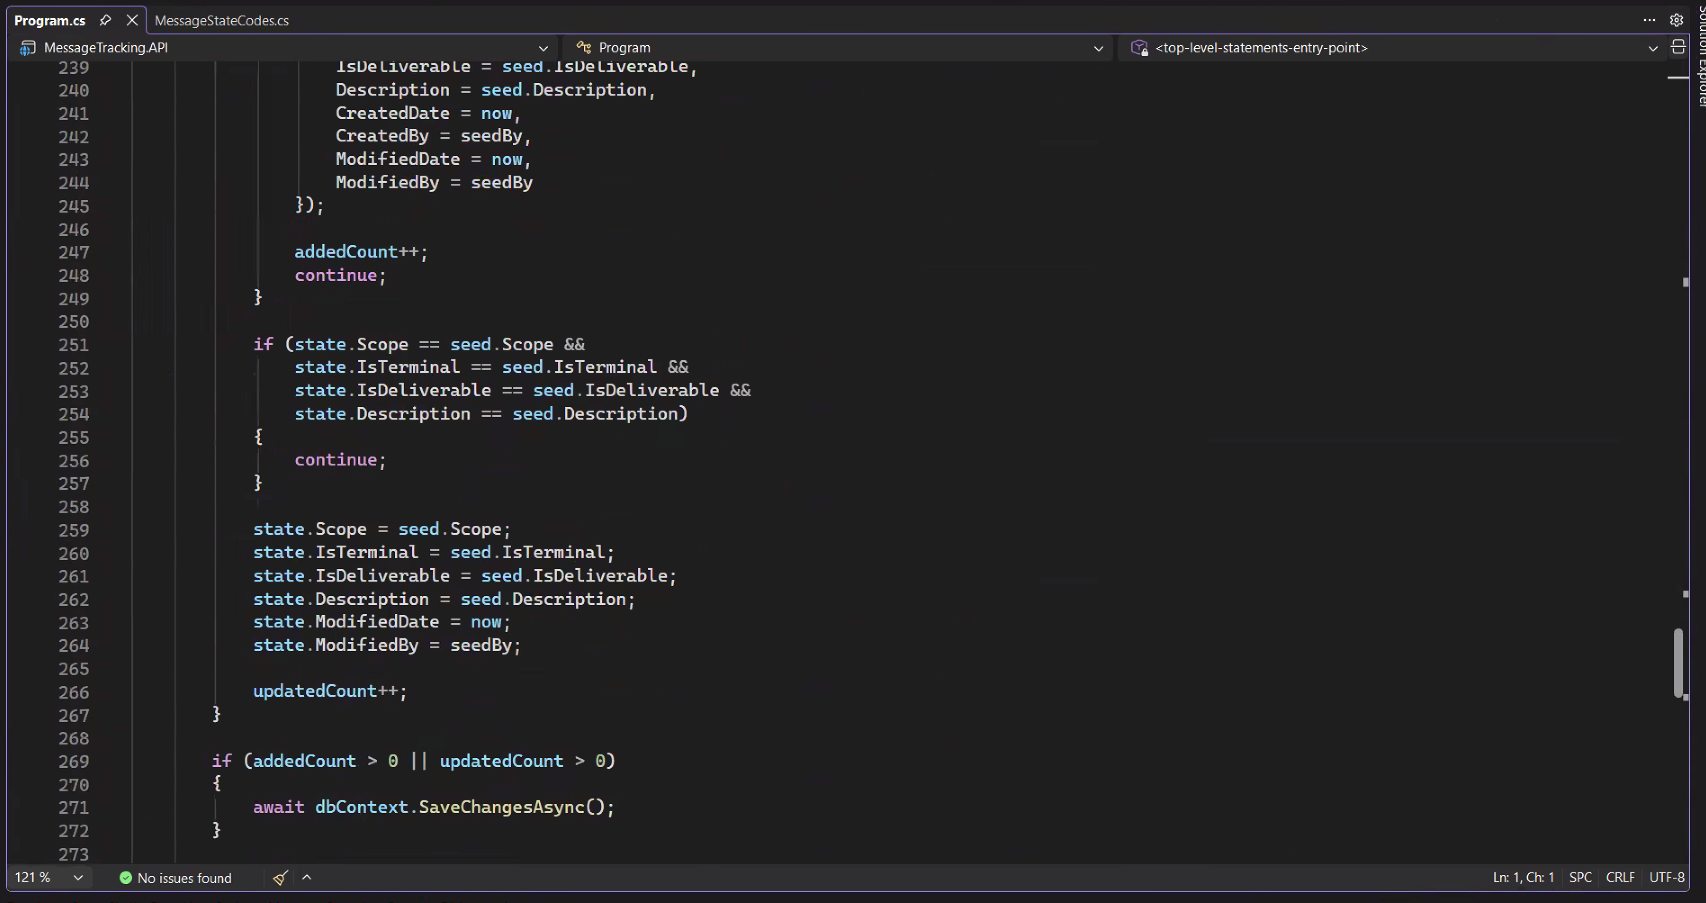 Program.cs
MessageStateCodes.cs
MessageTracking.API
Program
<top-level-statements-entry-point>
Solution Explorer
239 IsDeliverable = seed.IsDeliverable,
240 Description = seed.Description,
241 CreatedDate = now,
242 CreatedBy = seedBy,
243 ModifiedDate = now,
244 ModifiedBy = seedBy
245 });
246
247 addedCount++;
248 continue;
249 }
250
251 if (state.Scope == seed.Scope &&
252 state.IsTerminal == seed.IsTerminal &&
253 state.IsDeliverable == seed.IsDeliverable &&
254 state.Description == seed.Description)
255 {
256 continue;
257 }
258
259 state.Scope = seed.Scope;
260 state.IsTerminal = seed.IsTerminal;
261 state.IsDeliverable = seed.IsDeliverable;
262 state.Description = seed.Description;
263 state.ModifiedDate = now;
264 state.ModifiedBy = seedBy;
265
266 updatedCount++;
267 }
268
269 if (addedCount > 0 || updatedCount > 0)
270 {
271 await dbContext.SaveChangesAsync();
272 }
273
121 %
No issues found
Ln: 1, Ch: 1
SPC
CRLF
UTF-8